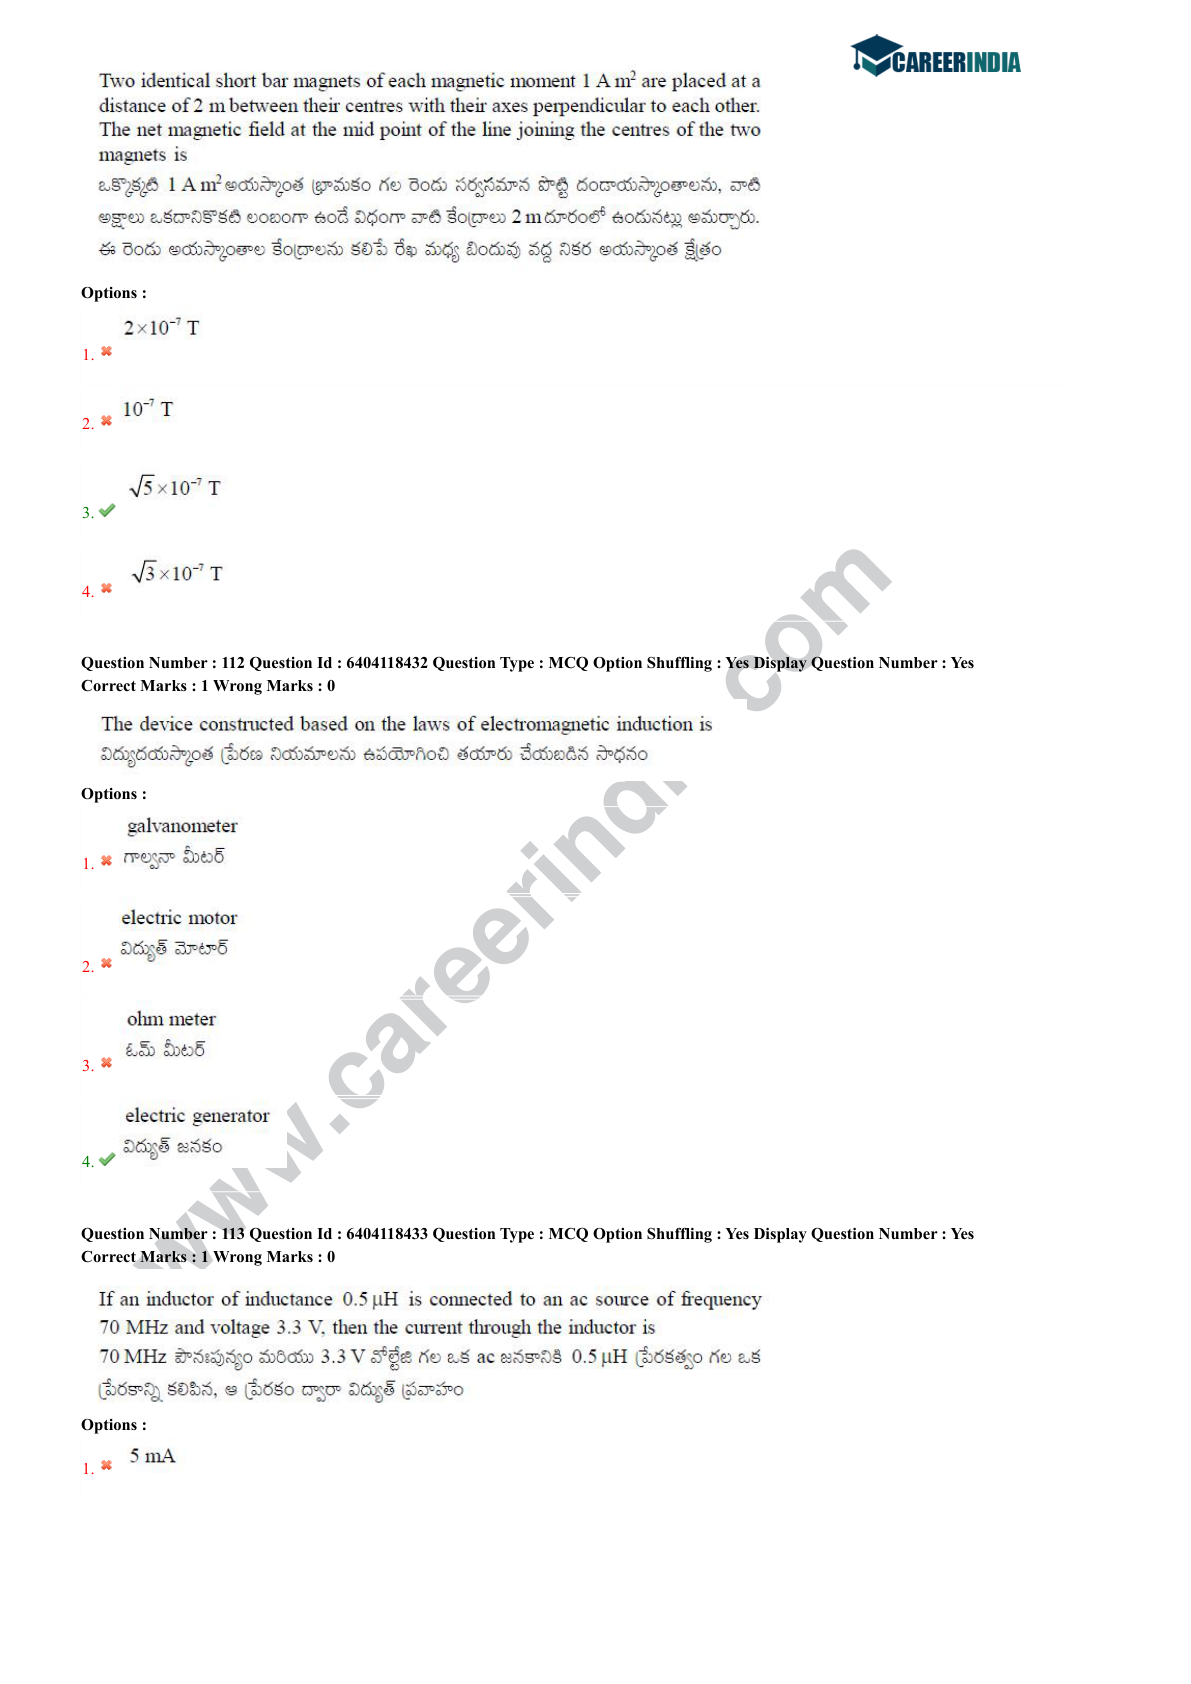 CAREERINDIA
Two identical short bar magnets of each magnetic moment 1 A m² are placed at a
distance of 2 m between their centres with their axes perpendicular to each other.
The net magnetic field at the mid point of the line joining the centres of the two
magnets is
ఒక్కొక్కటి 1 A m² అయస్కాంత భ్రామకం గల రెండు సర్వసమాన పొట్టి దండాయస్కాంతాలను, వాటి
అక్షాలు ఒకదానికొకటి లంబంగా ఉండే విధంగా వాటి కేంద్రాలు 2 m దూరంలో ఉండునట్లు అమర్చారు.
ఈ రెండు అయస్కాంతాల కేంద్రాలను కలిపే రేఖ మధ్య బిందువు వద్ద నికర అయస్కాంత క్షేత్రం
Options :
2×10⁻⁷ T
1.
10⁻⁷ T
2.
√5×10⁻⁷ T
3.
√3×10⁻⁷ T
4.
Question Number : 112 Question Id : 6404118432 Question Type : MCQ Option Shuffling : Yes Display Question Number : Yes
Correct Marks : 1 Wrong Marks : 0
The device constructed based on the laws of electromagnetic induction is
విద్యుదయస్కాంత ప్రేరణ నియమాలను ఉపయోగించి తయారు చేయబడిన సాధనం
Options :
galvanometer
1. గాల్వనా మీటర్
electric motor
విద్యుత్ మోటార్
2.
ohm meter
ఓమ్ మీటర్
3.
electric generator
విద్యుత్ జనకం
4.
Question Number : 113 Question Id : 6404118433 Question Type : MCQ Option Shuffling : Yes Display Question Number : Yes
Correct Marks : 1 Wrong Marks : 0
If an inductor of inductance 0.5 μH is connected to an ac source of frequency
70 MHz and voltage 3.3 V, then the current through the inductor is
70 MHz పౌనఃపున్యం మరియు 3.3 V వోల్టేజి గల ఒక ac జనకానికి 0.5 μH ప్రేరకత్వం గల ఒక
ప్రేరకాన్ని కలిపిన, ఆ ప్రేరకం ద్వారా విద్యుత్ ప్రవాహం
Options :
5 mA
1.